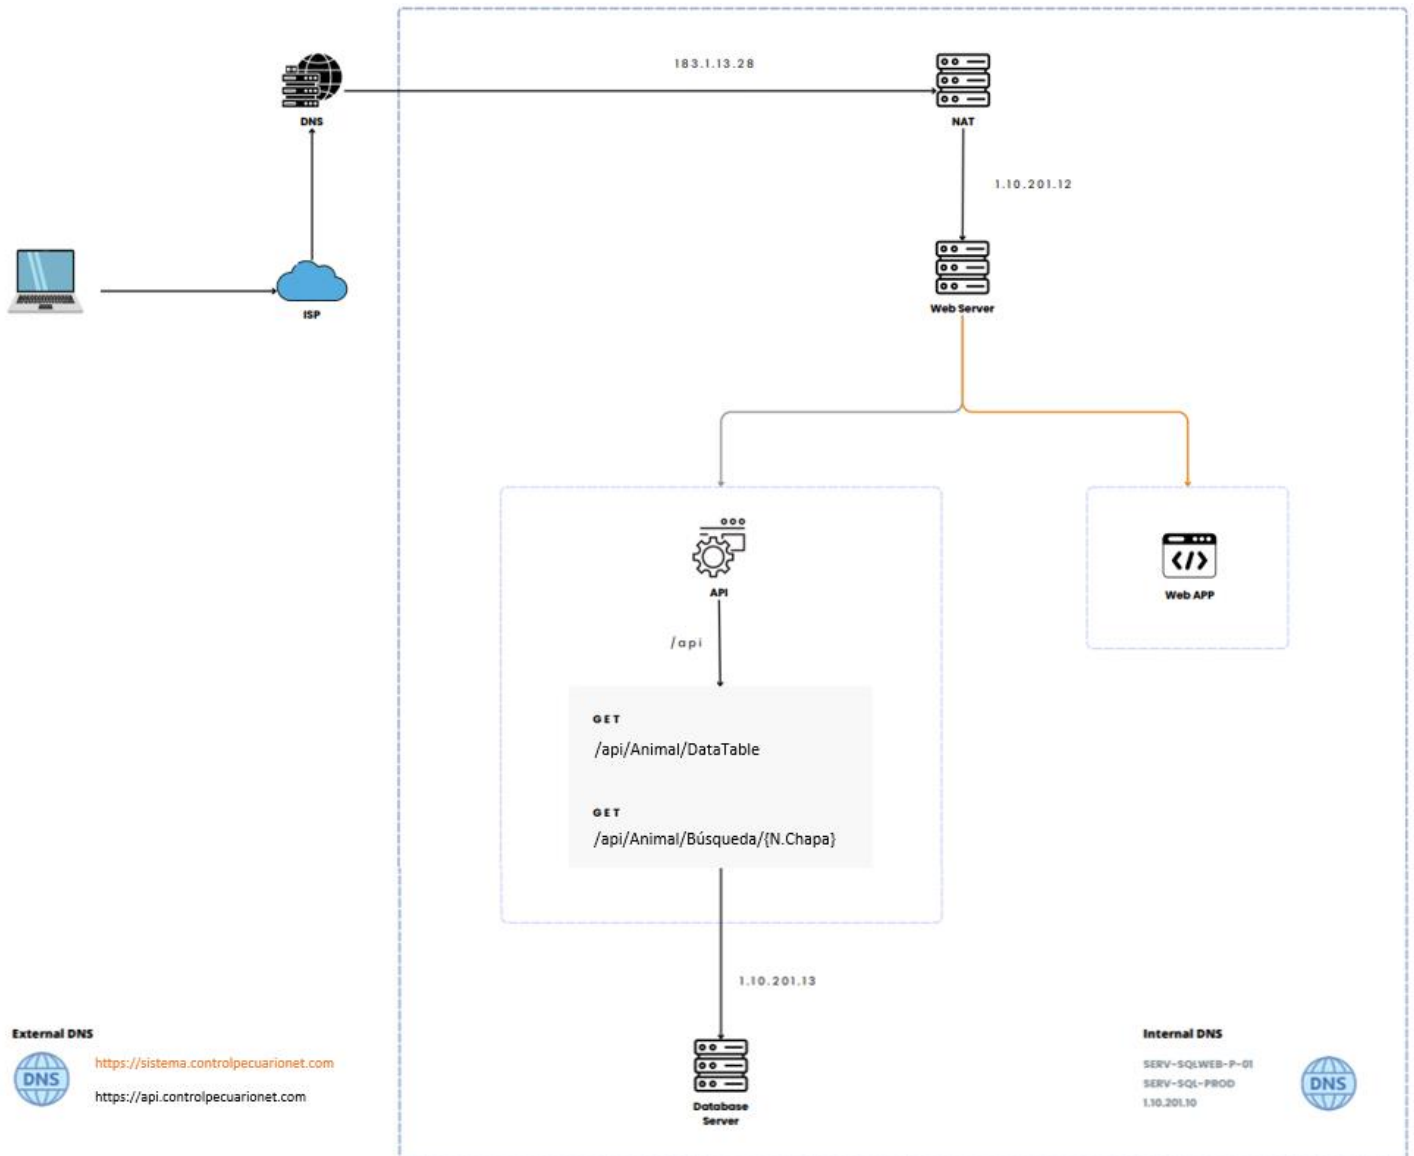 183.1.13.28
DNS
NAT
1.10.201.12
ISP
Web Server
API
Web APP
/api
GET
/api/Animal/DataTable
GET
/api/Animal/Búsqueda/{N.Chapa}
1.10.201.13
Database
Server
External DNS
DNS
https://sistema.controlpecuarionet.com
https://api.controlpecuarionet.com
Internal DNS
SERV-SQLWEB-P-01
SERV-SQL-PROD
1.10.201.10
DNS